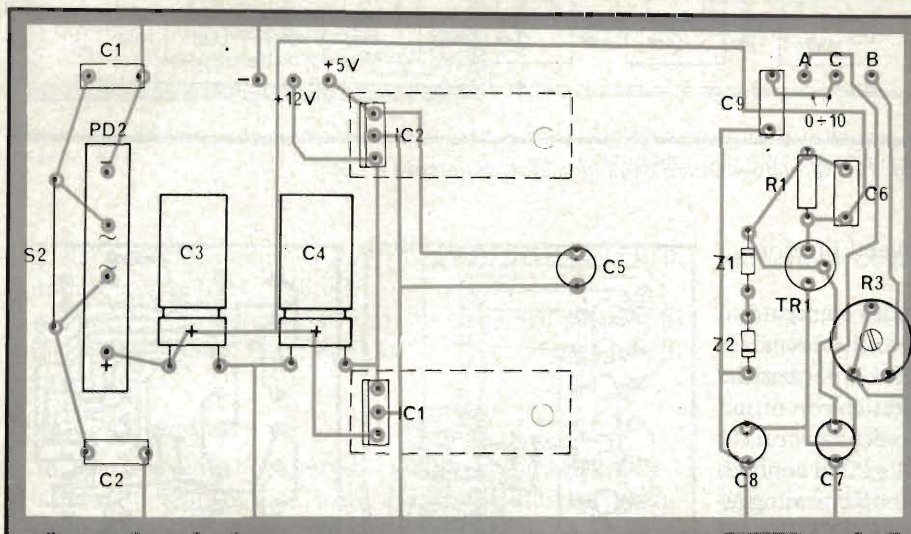 C1
PD2
S2
C2
−
~
~
+
C3
+
C4
+
−
+12V
+5V
IC2
IC1
C5
C9
A C B
0÷10
R1
C6
Z1
TR1
R3
Z2
C8
C7